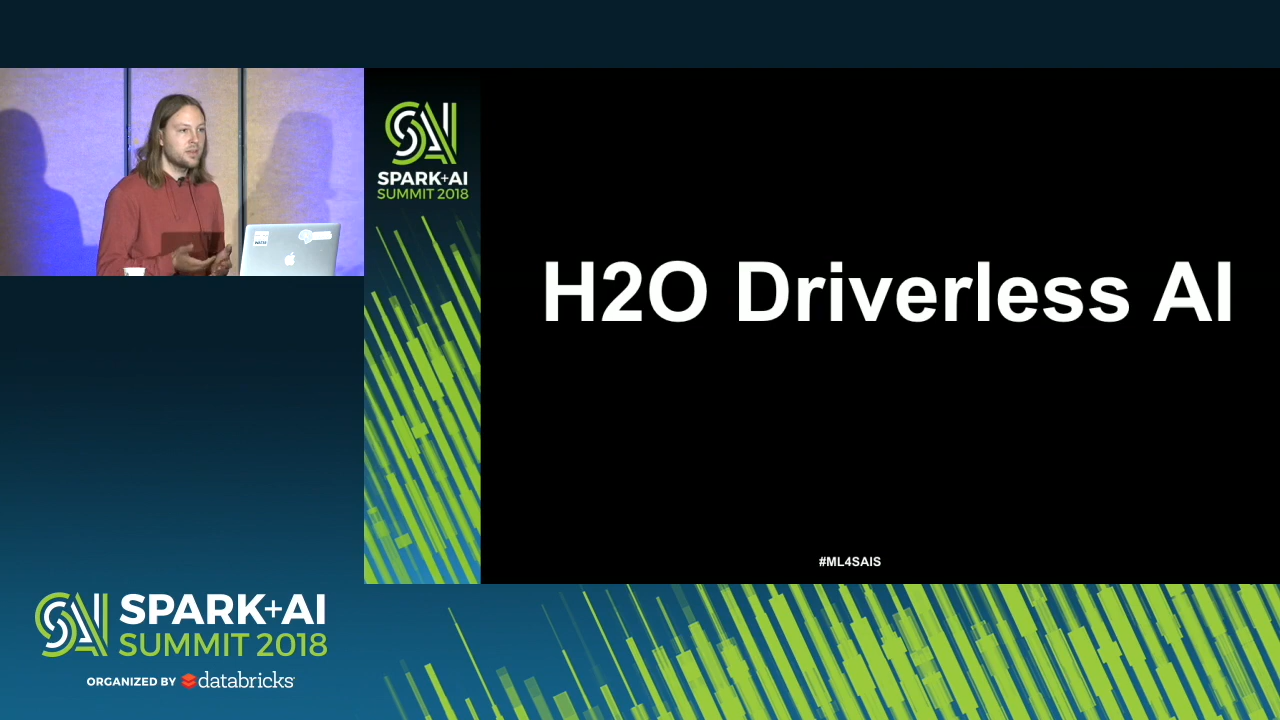 SPARK+AI
SUMMIT 2018
H2O Driverless AI
#ML4SAIS
SPARK+AI
SUMMIT 2018
ORGANIZED BY databricks